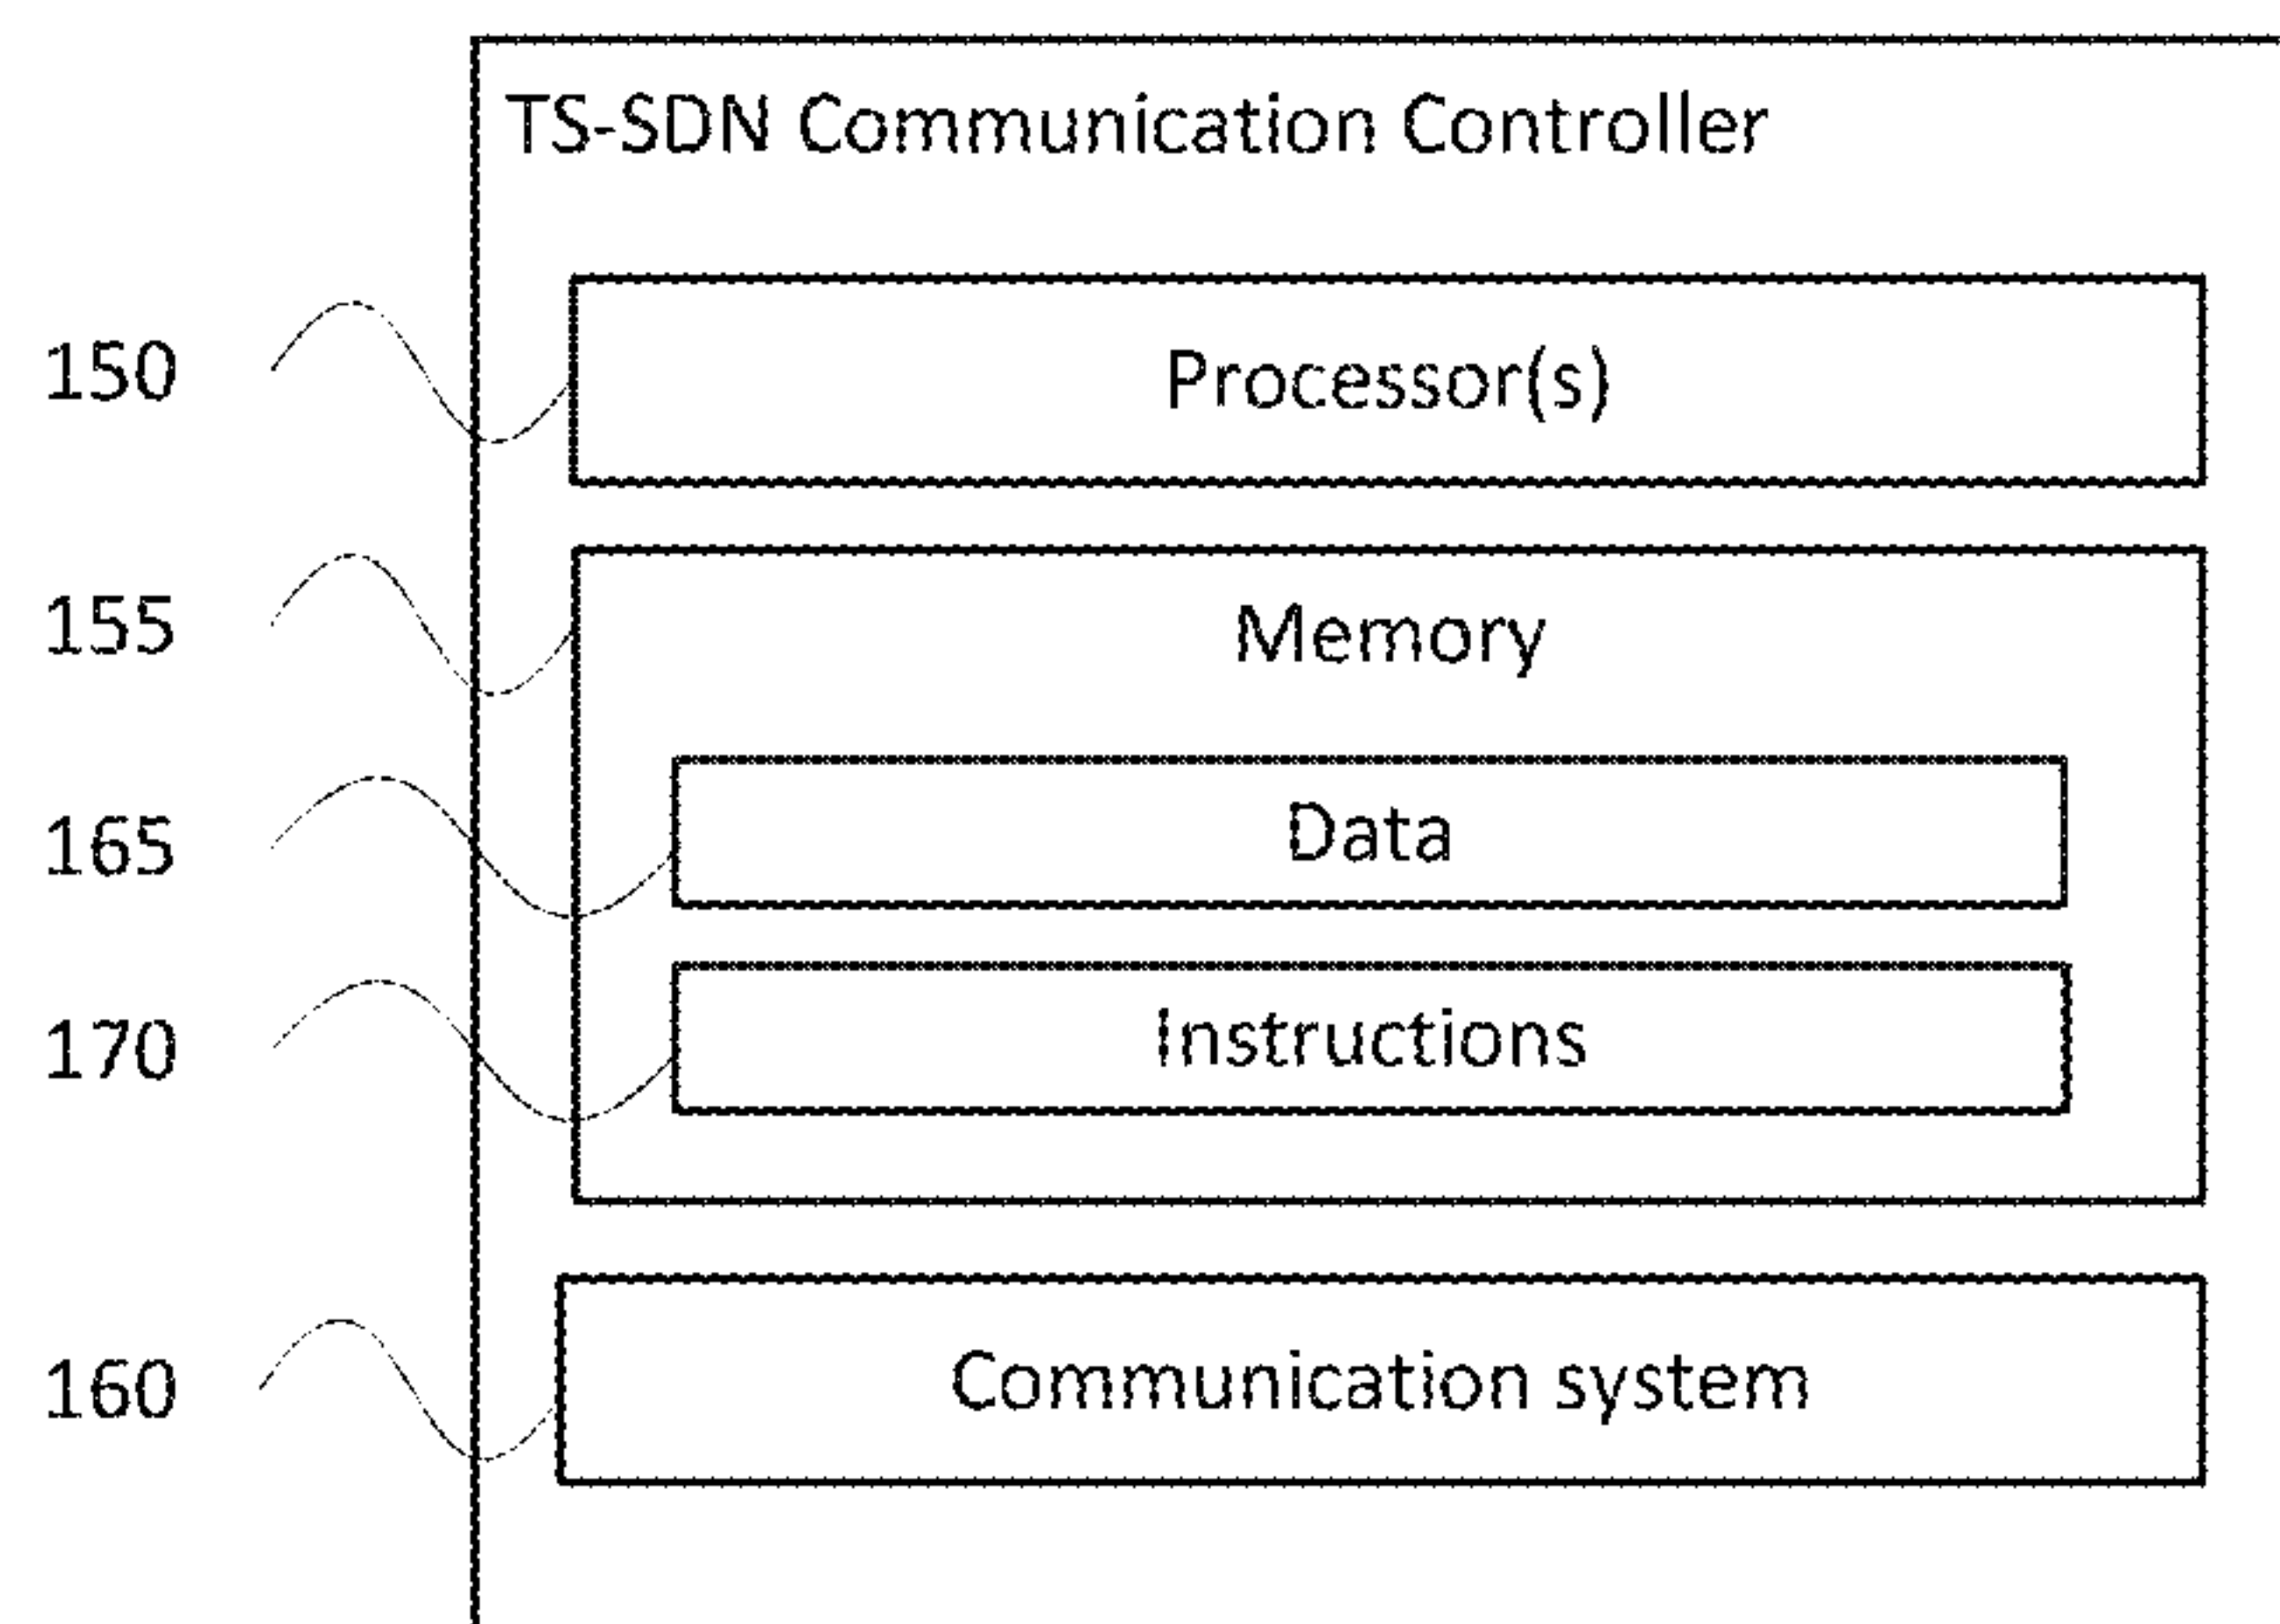 TS-SDN Communication Controller
150 Processor(s)
155 Memory
165 Data
170 Instructions
160 Communication system